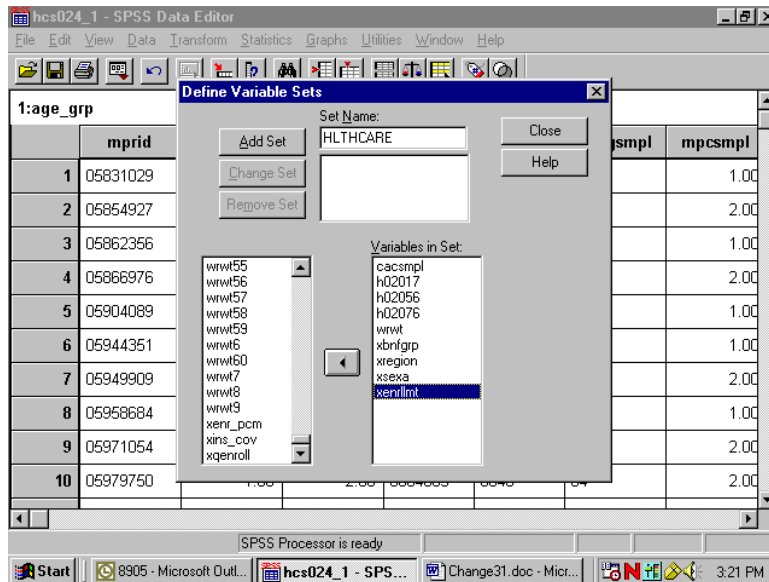 hcs024_1 - SPSS Data Editor
File Edit View Data Transform Statistics Graphs Utilities Window Help
Define Variable Sets
1:age_grp
Set Name:
HLTHCARE
Add Set
Change Set
Remove Set
Close
Help
Variables in Set:
wrwt55
wrwt56
wrwt57
wrwt58
wrwt59
wrwt6
wrwt60
wrwt7
wrwt8
wrwt9
xenr_pcm
xins_cov
xqenroll
cacsmpl
h02017
h02056
h02076
wrwt
xbnfgrp
xregion
xsexa
xenrllmt
mprid mpcsmpl
1 05831029 1.00
2 05854927 2.00
3 05862356 1.00
4 05866976 2.00
5 05904089 1.00
6 05944351 1.00
7 05949909 2.00
8 05958684 1.00
9 05971054 2.00
10 05979750 2.00
SPSS Processor is ready
Start 8905 - Microsoft Outl... hcs024_1 - SPS... Change31.doc - Micr... 3:21 PM